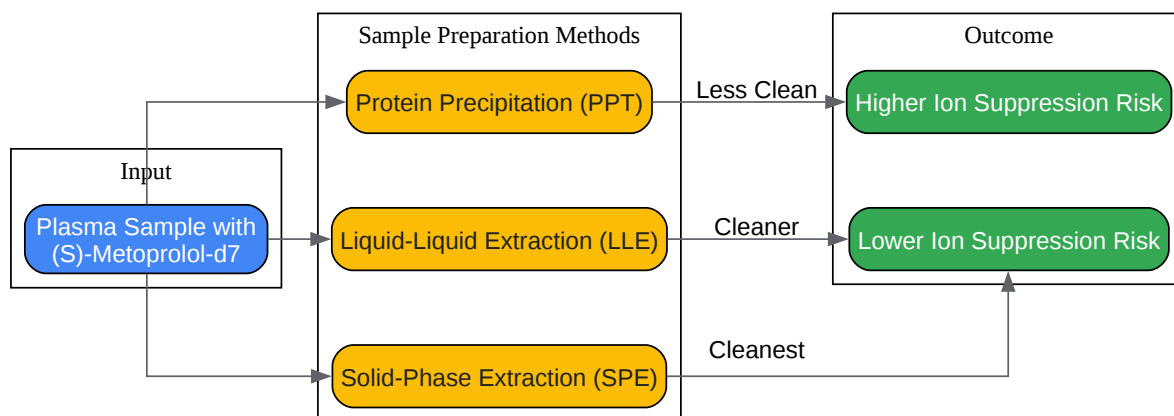 Sample Preparation Methods
Outcome
Protein Precipitation (PPT)
Less Clean
Higher Ion Suppression Risk
Input
Plasma Sample with
(S)-Metoprolol-d7
Liquid-Liquid Extraction (LLE)
Cleaner
Lower Ion Suppression Risk
Solid-Phase Extraction (SPE)
Cleanest